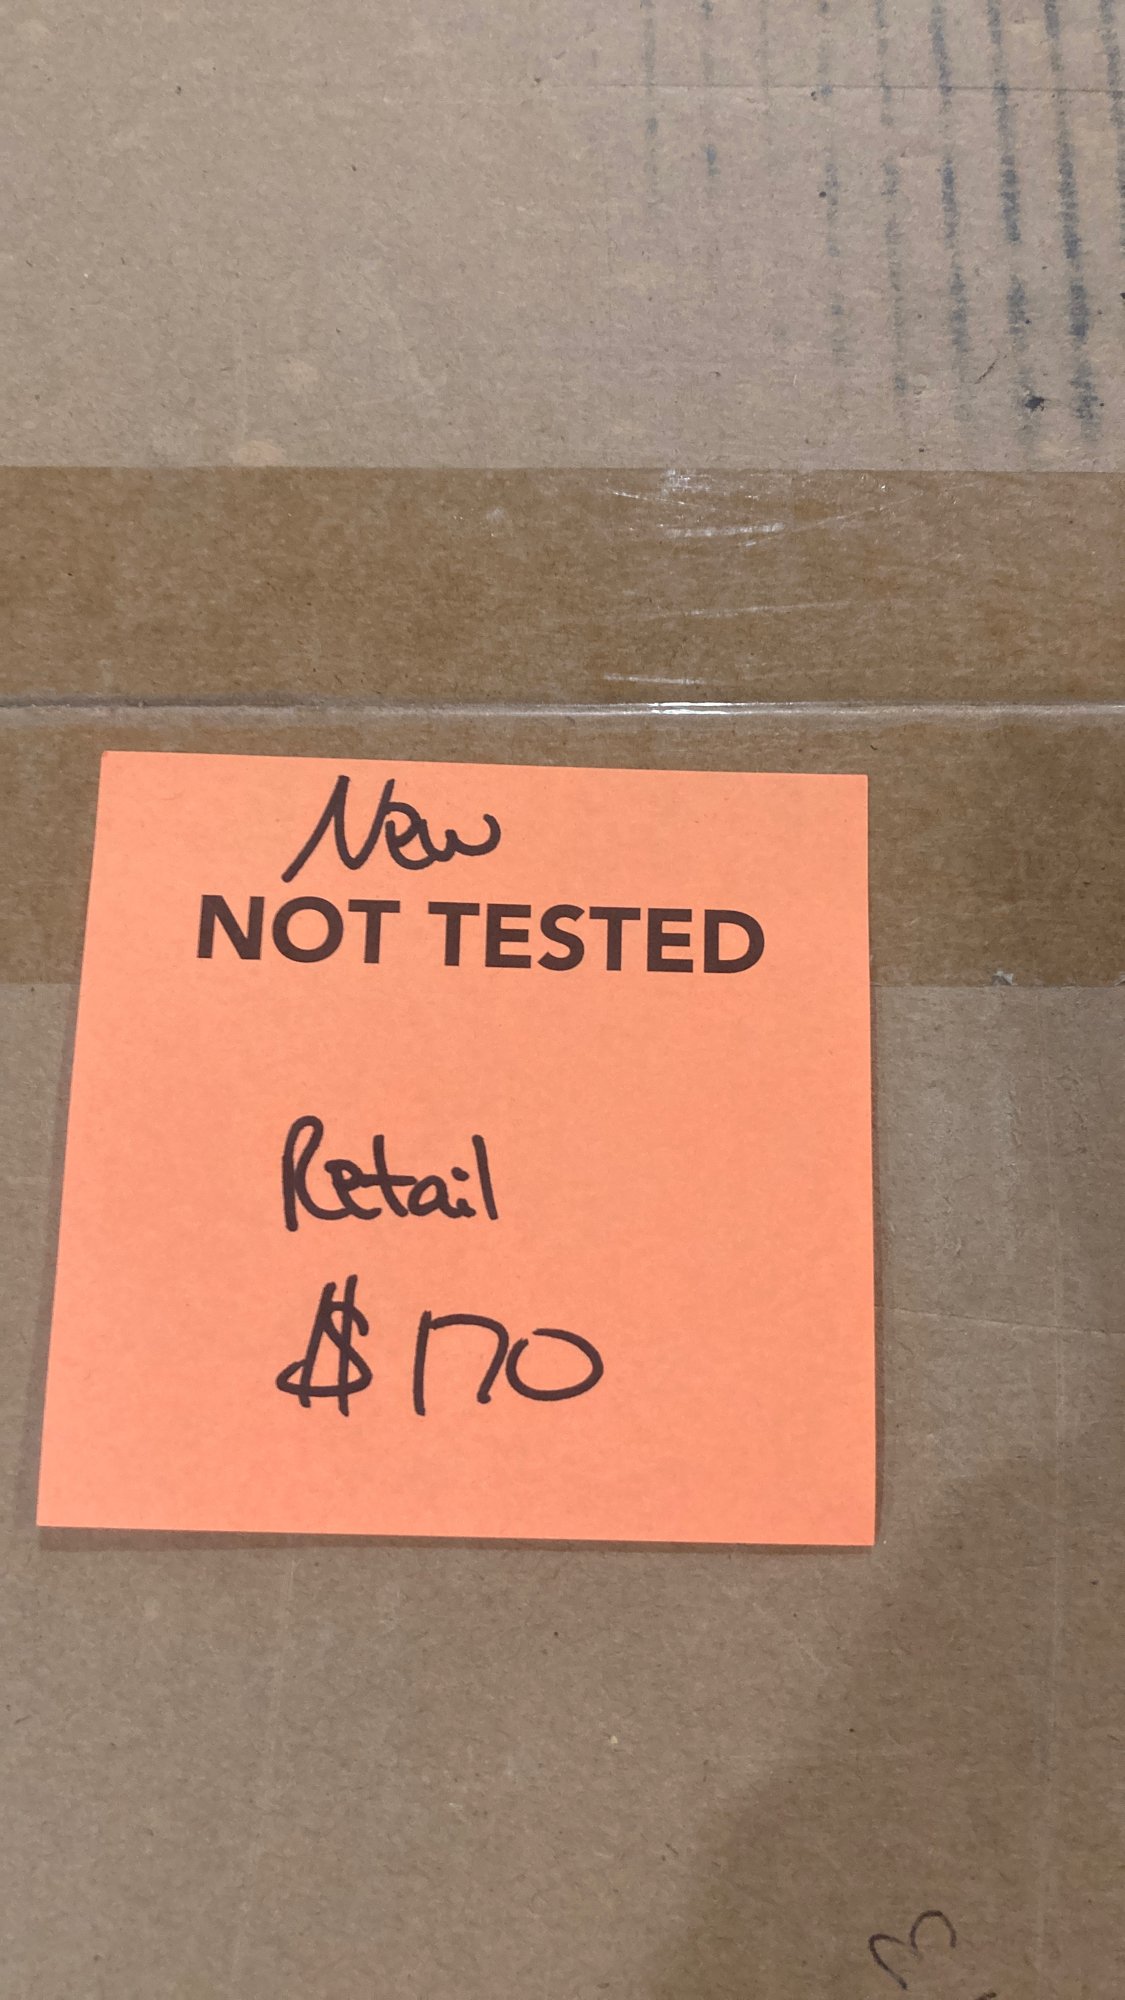 New
NOT TESTED
Retail
$170